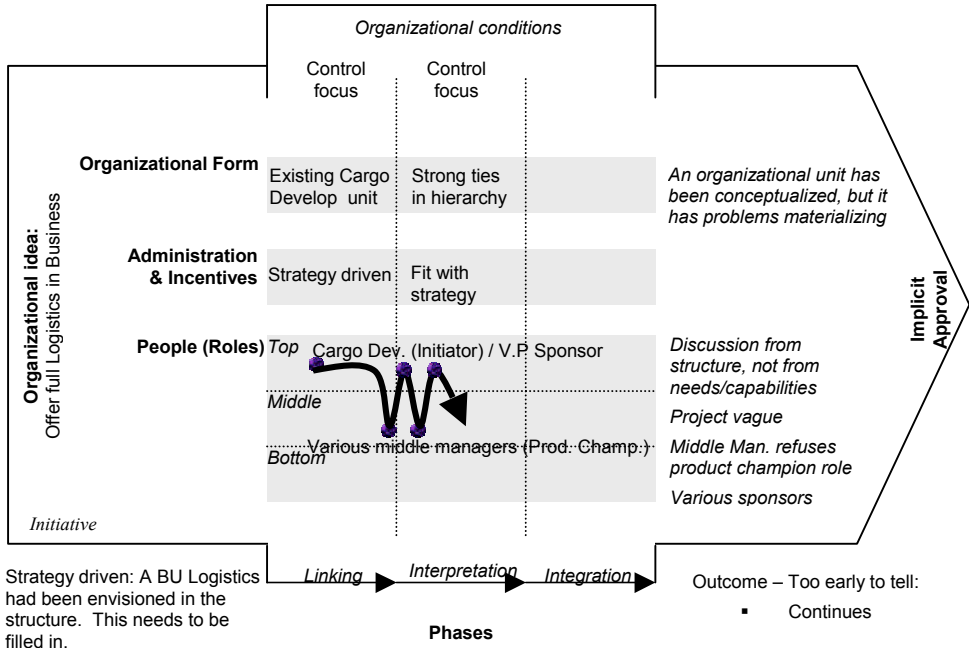 Organizational conditions
Control
focus
Control
focus
Organizational idea:
Offer full Logistics in Business
Organizational Form
Existing Cargo
Develop unit
Strong ties
in hierarchy
An organizational unit has
been conceptualized, but it
has problems materializing
Administration
& Incentives
Strategy driven
Fit with
strategy
Implicit
Approval
People (Roles)
Top
Cargo Dev. (Initiator) / V.P Sponsor
Middle
Various middle managers (Prod. Champ.)
Bottom
Discussion from
structure, not from
needs/capabilities
Project vague
Middle Man. refuses
product champion role
Various sponsors
Initiative
Strategy driven: A BU Logistics
had been envisioned in the
structure. This needs to be
filled in.
Linking
Interpretation
Integration
Phases
Outcome – Too early to tell:
▪ Continues